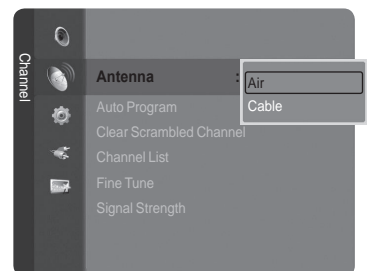 Channel
Antenna : Air
Cable
Auto Program
Clear Scrambled Channel
Channel List
Fine Tune
Signal Strength